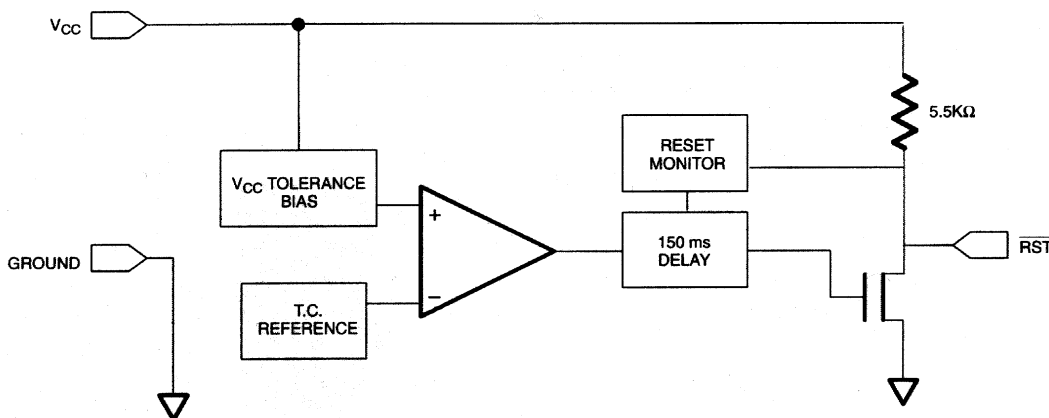 VCC
5.5KΩ
RESET
MONITOR
VCC TOLERANCE
BIAS
+
150 ms
DELAY
RST
GROUND
−
T.C.
REFERENCE